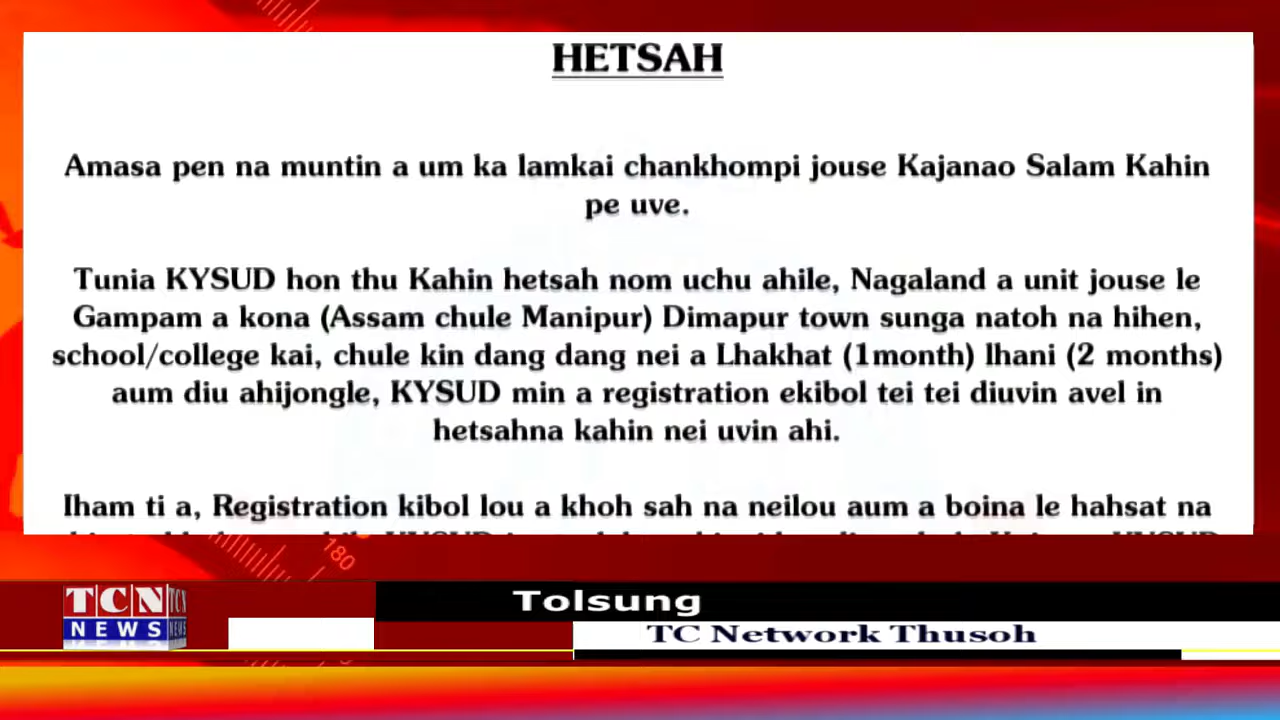 HETSAH
Amasa pen na muntin a um ka lamkai chankhompi jouse Kajanao Salam Kahin
pe uve.
Tunia KYSUD hon thu Kahin hetsah nom uchu ahile, Nagaland a unit jouse le
Gampam a kona (Assam chule Manipur) Dimapur town sunga natoh na hihen,
school/college kai, chule kin dang dang nei a Lhakhat (1month) lhani (2 months)
aum diu ahijongle, KYSUD min a registration ekibol tei tei diuvin avel in
hetsahna kahin nei uvin ahi.
Iham ti a, Registration kibol lou a khoh sah na neilou aum a boina le hahsat na
180
TCN
NEWS
TCN
NEWS
Tolsung
TC Network Thusoh